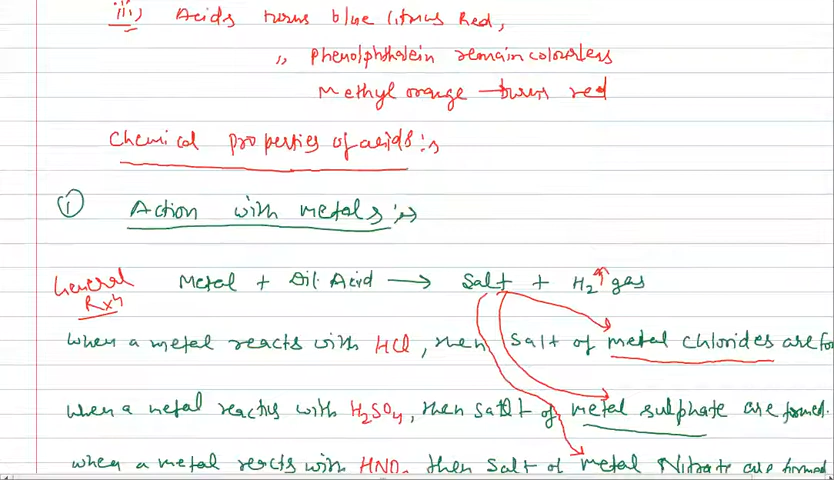 iii) Acids turns blue litmus Red,
,, phenolphthalein remain colourless
Methyl orange turns red
Chemical properties of acids:
① Action with metals:
General Rxn
Metal + Dil. Acid → Salt + H2↑ gas
when a metal reacts with HCl, then salt of metal chlorides are for
when a metal reactys with H2SO4, then salt of metal sulphate are formed.
when a metal reacts with HNO3 then salt of metal Nitrate are formed